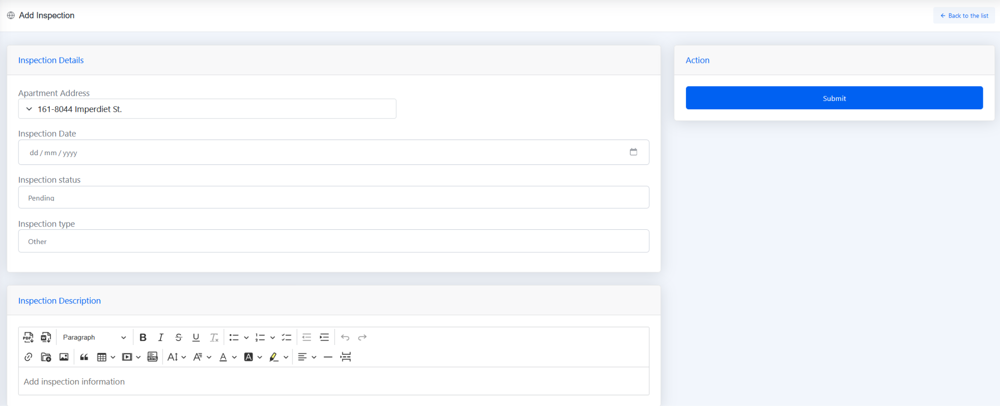 Add Inspection
← Back to the list
Inspection Details
Apartment Address
161-8044 Imperdiet St.
Inspection Date
dd / mm / yyyy
Inspection status
Pending
Inspection type
Other
Action
Submit
Inspection Description
Paragraph
Add inspection information